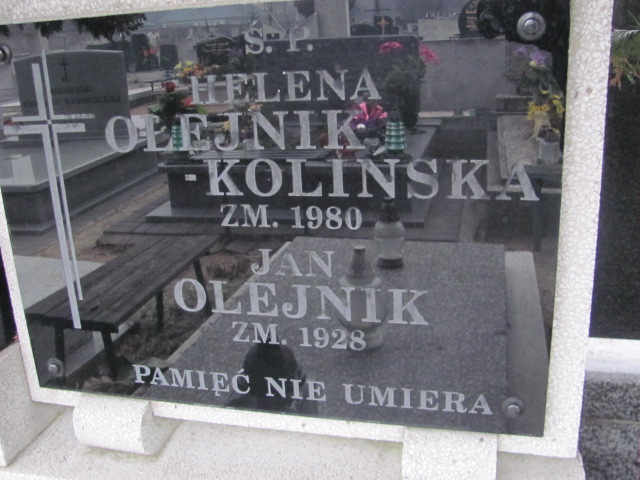 Ś. P.
HELENA
OLEJNIK
-KOLIŃSKA
ZM. 1980
JAN
OLEJNIK
ZM. 1928
PAMIĘĆ NIE UMIERA